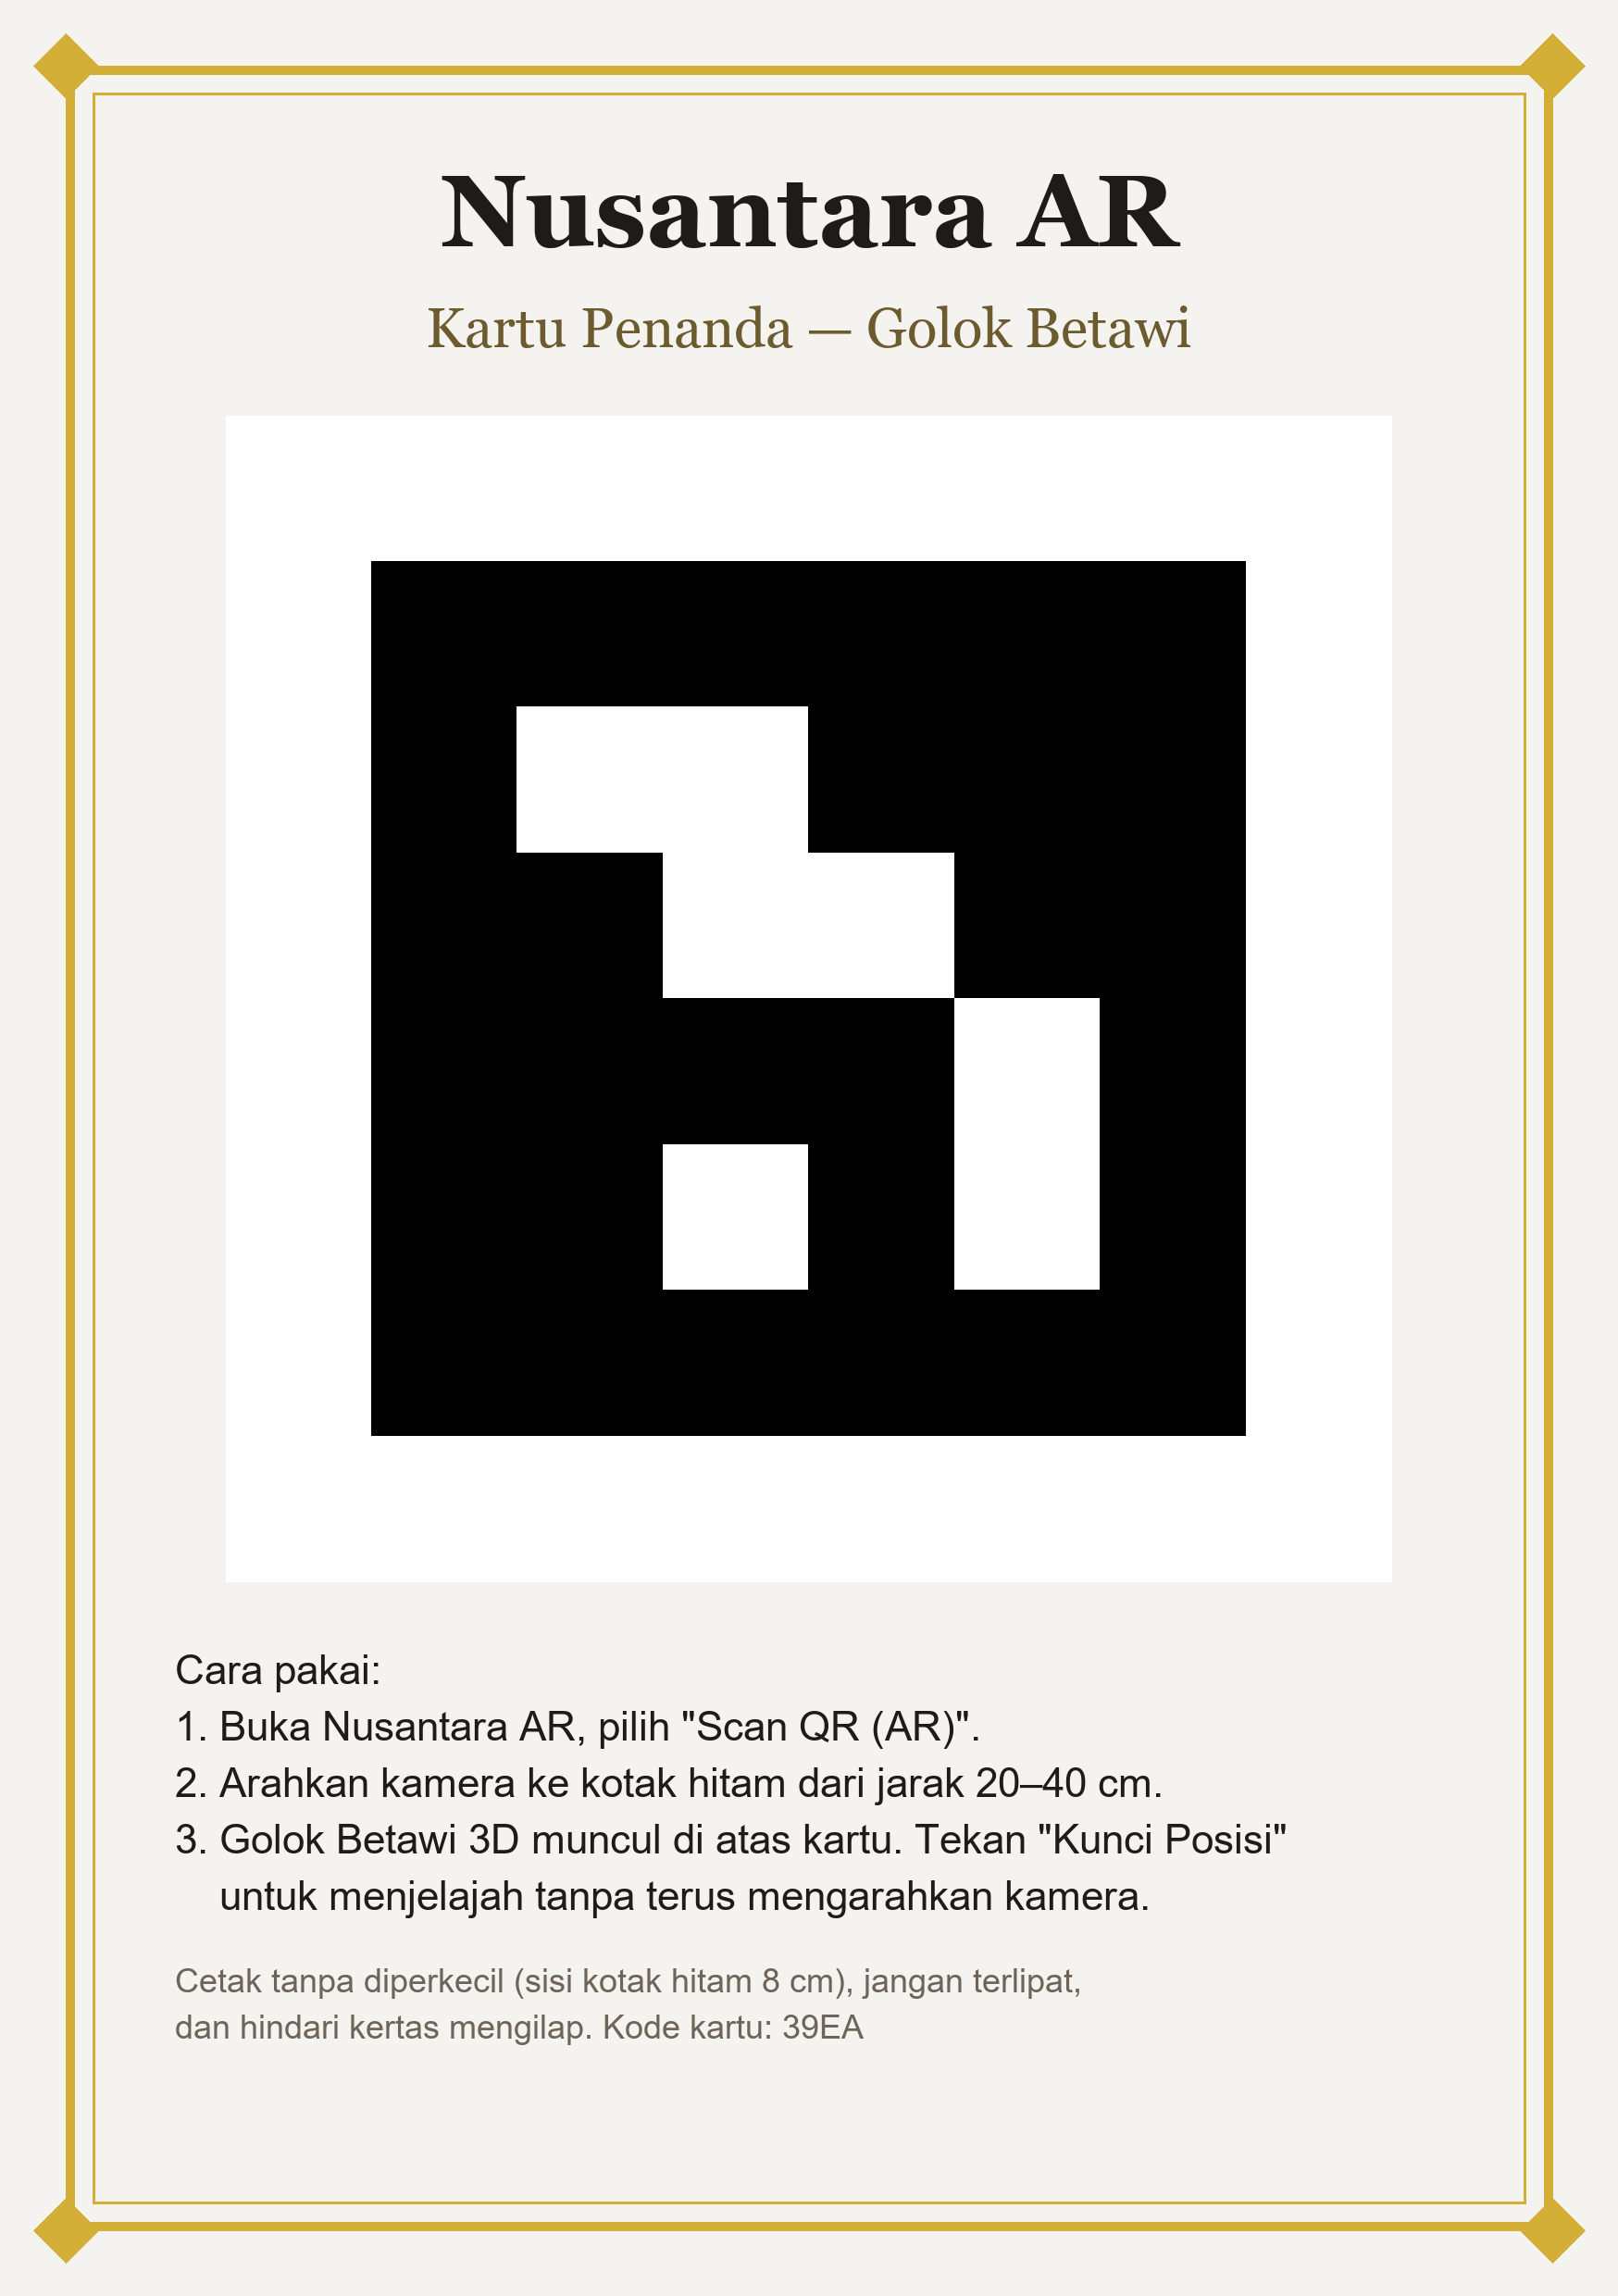 Nusantara AR
Kartu Penanda — Golok Betawi
Cara pakai:
1. Buka Nusantara AR, pilih "Scan QR (AR)".
2. Arahkan kamera ke kotak hitam dari jarak 20–40 cm.
3. Golok Betawi 3D muncul di atas kartu. Tekan "Kunci Posisi"
untuk menjelajah tanpa terus mengarahkan kamera.
Cetak tanpa diperkecil (sisi kotak hitam 8 cm), jangan terlipat,
dan hindari kertas mengilap. Kode kartu: 39EA